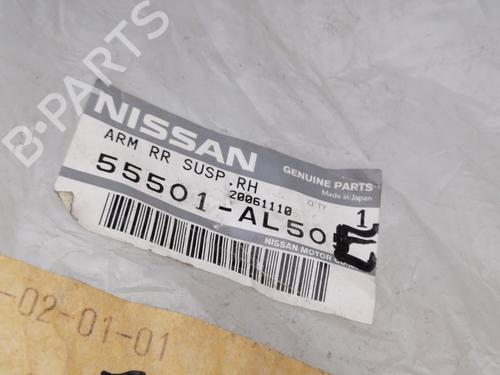 NISSAN
GENUINE PARTS
Made in Japan
ARM RR SUSP.RH
20061110
Q'TY
1
55501-AL50
NISSAN MOTOR
-02-01-01
B-PARTS